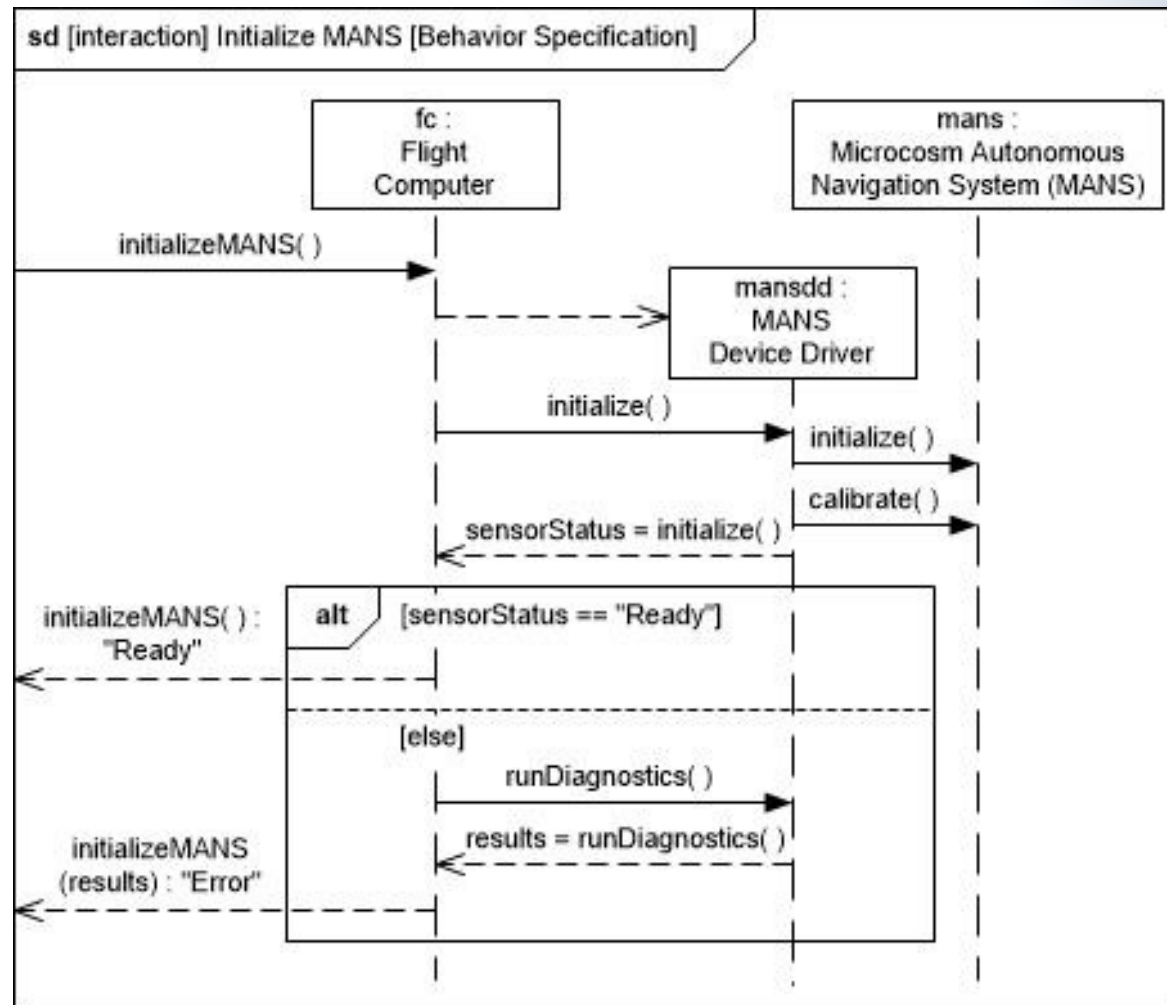 sd [interaction] Initialize MANS [Behavior Specification]
fc :
Flight
Computer
mans :
Microcosm Autonomous
Navigation System (MANS)
initializeMANS( )
mansdd :
MANS
Device Driver
initialize( )
initialize( )
calibrate( )
sensorStatus = initialize( )
initializeMANS( ) :
"Ready"
alt
[sensorStatus == "Ready"]
[else]
runDiagnostics( )
results = runDiagnostics( )
initializeMANS
(results) : "Error"